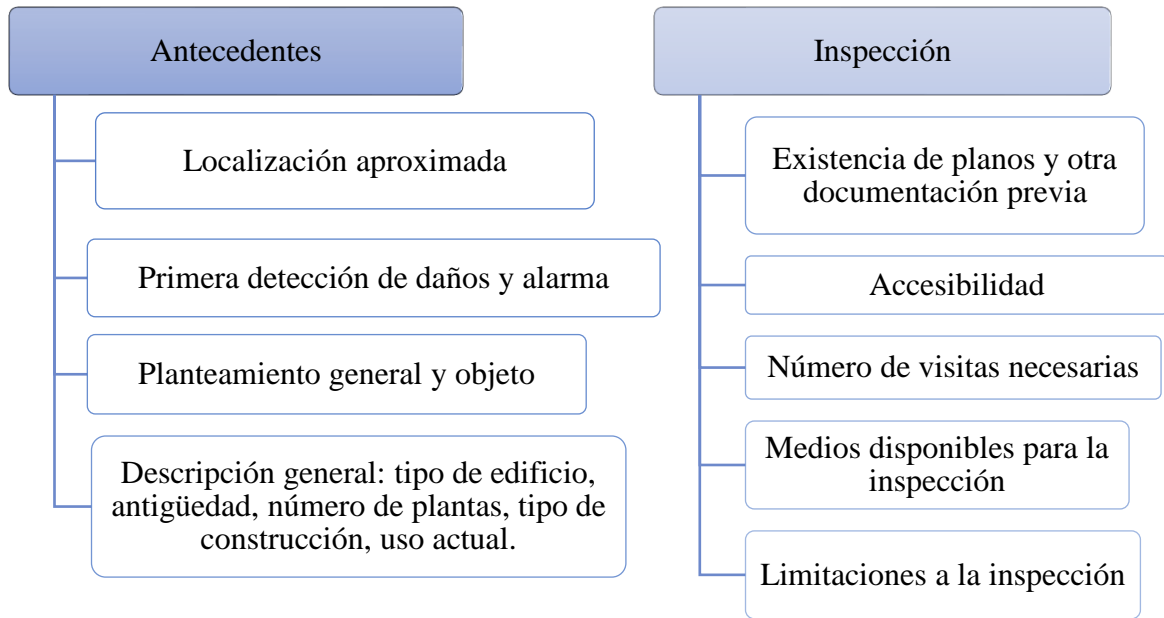 Antecedentes
Localización aproximada
Primera detección de daños y alarma
Planteamiento general y objeto
Descripción general: tipo de edificio,
antigüedad, número de plantas, tipo de
construcción, uso actual.
Inspección
Existencia de planos y otra
documentación previa
Accesibilidad
Número de visitas necesarias
Medios disponibles para la
inspección
Limitaciones a la inspección